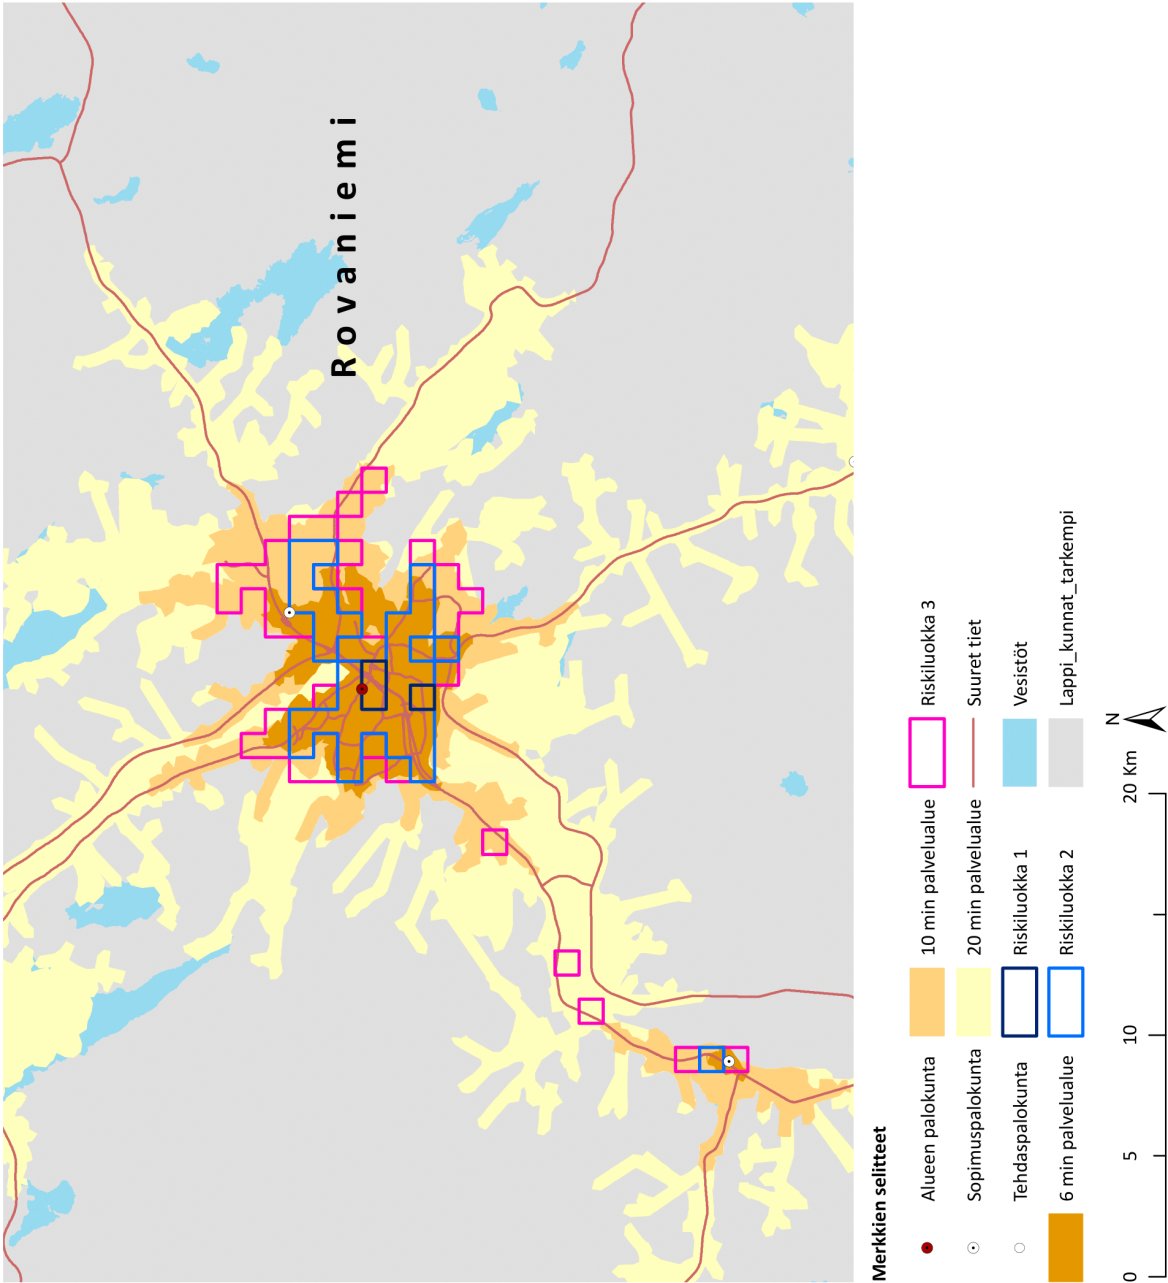 Rovaniemi
Merkkien selitteet
Alueen palokunta
10 min palvelualue
Riskiluokka 3
Sopimuspalokunta
20 min palvelualue
Suuret tiet
Tehdaspalokunta
Riskiluokka 1
Vesistöt
6 min palvelualue
Riskiluokka 2
Lappi_kunnat_tarkempi
N
0 5 10 20 Km